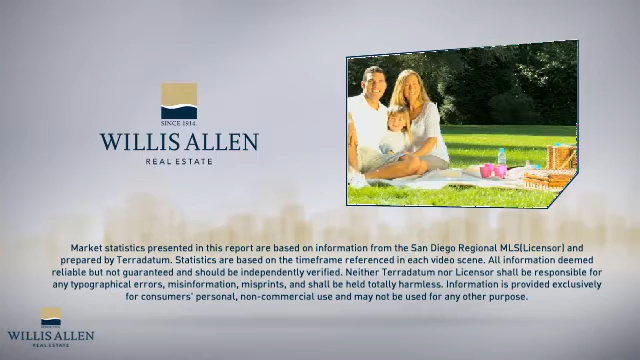 SINCE 1914.
WILLIS ALLEN
REAL ESTATE
Market statistics presented in this report are based on information from the San Diego Regional MLS(Licensor) and
prepared by Terradatum. Statistics are based on the timeframe referenced in each video scene. All information deemed
reliable but not guaranteed and should be independently verified. Neither Terradatum nor Licensor shall be responsible for
any typographical errors, misinformation, misprints, and shall be held totally harmless. Information is provided exclusively
for consumers' personal, non-commercial use and may not be used for any other purpose.
WILLIS ALLEN
REAL ESTATE